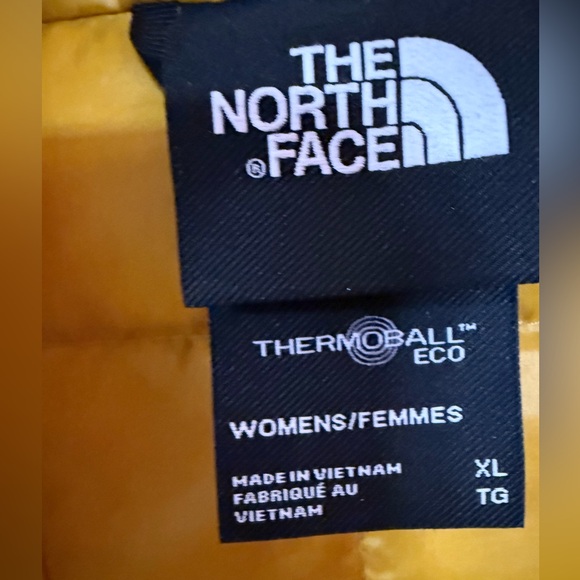 THE
NORTH
®FACE
THERMOBALL™
ECO
WOMENS/FEMMES
MADE IN VIETNAM XL
FABRIQUÉ AU TG
VIETNAM